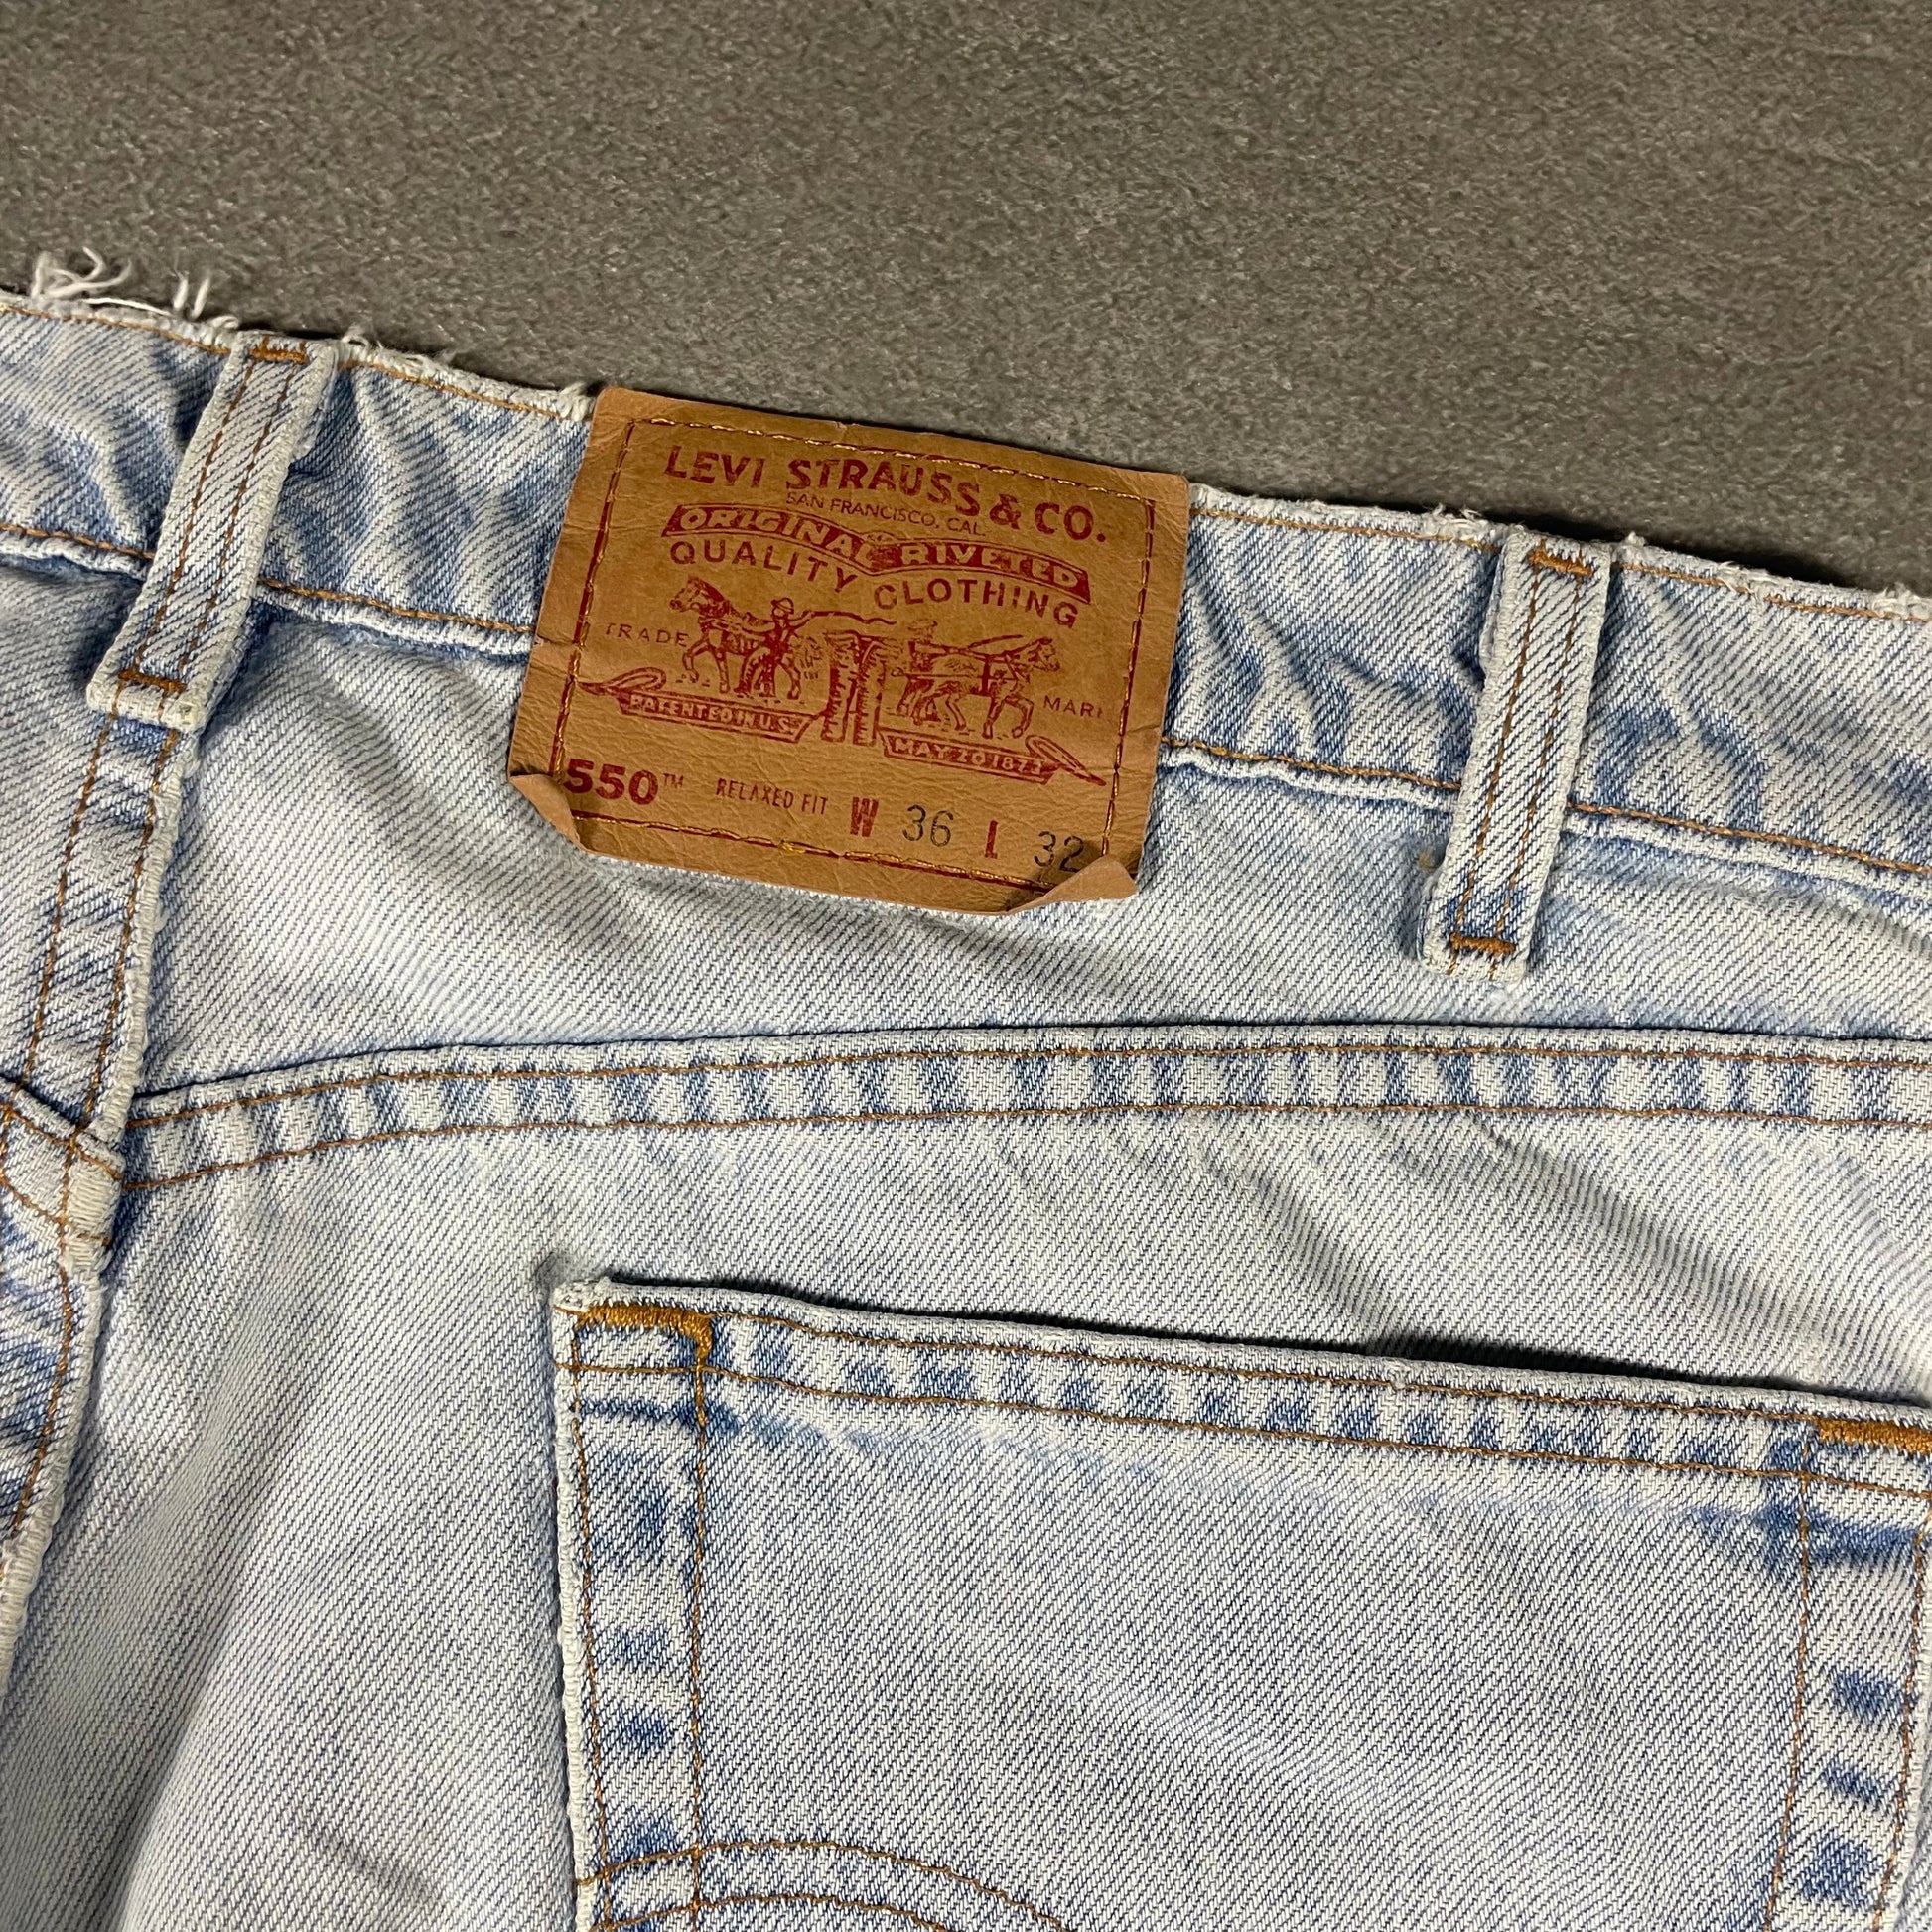 LEVI STRAUSS & CO.
SAN FRANCISCO, CAL
ORIGINAL RIVETED
QUALITY CLOTHING
TRADE MARK
PATENTED IN U.S. MAY 20 1873
550™ RELAXED FIT W 36 L 32